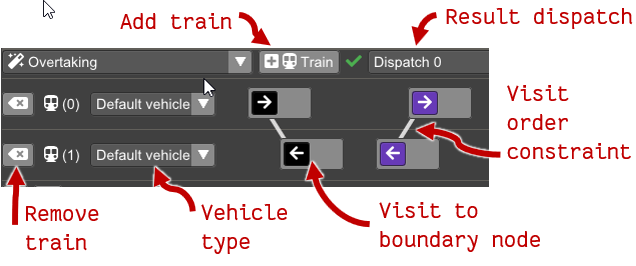 Add train
Result dispatch
Overtaking
Train
Dispatch 0
(0)
Default vehicle
Visit
order
constraint
(1)
Default vehicle
Remove
train
Vehicle
type
Visit to
boundary node